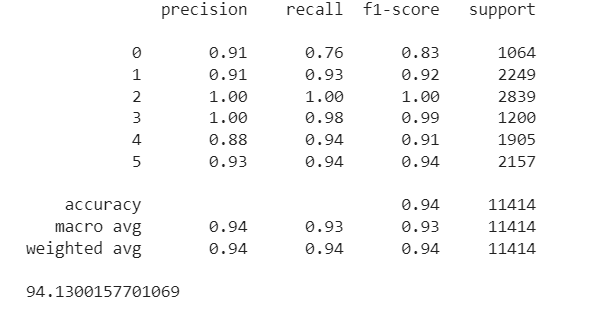 precision recall f1-score support
0 0.91 0.76 0.83 1064
1 0.91 0.93 0.92 2249
2 1.00 1.00 1.00 2839
3 1.00 0.98 0.99 1200
4 0.88 0.94 0.91 1905
5 0.93 0.94 0.94 2157
accuracy 0.94 11414
macro avg 0.94 0.93 0.93 11414
weighted avg 0.94 0.94 0.94 11414
94.1300157701069